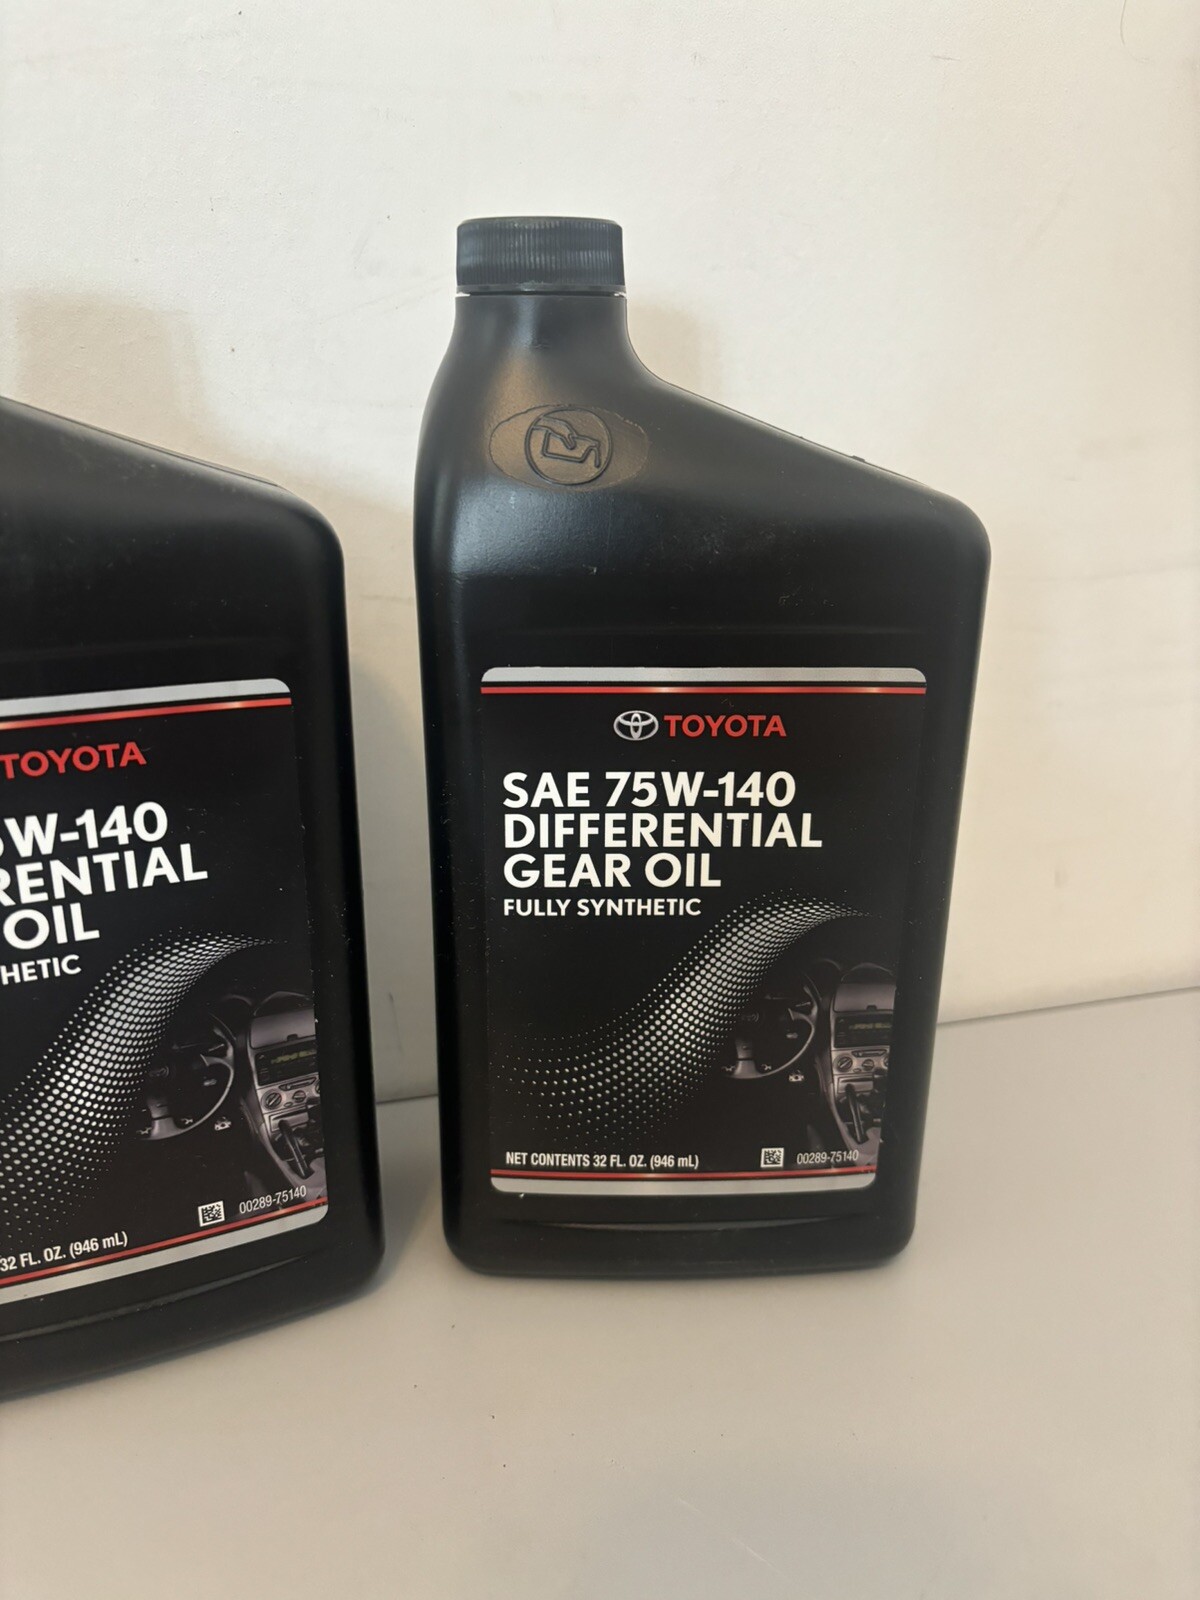 TOYOTA
5W-140
RENTIAL
OIL
HETIC
32 FL. OZ. (946 mL)
00289-75140
TOYOTA
SAE 75W-140
DIFFERENTIAL
GEAR OIL
FULLY SYNTHETIC
NET CONTENTS 32 FL. OZ. (946 mL)
00289-75140